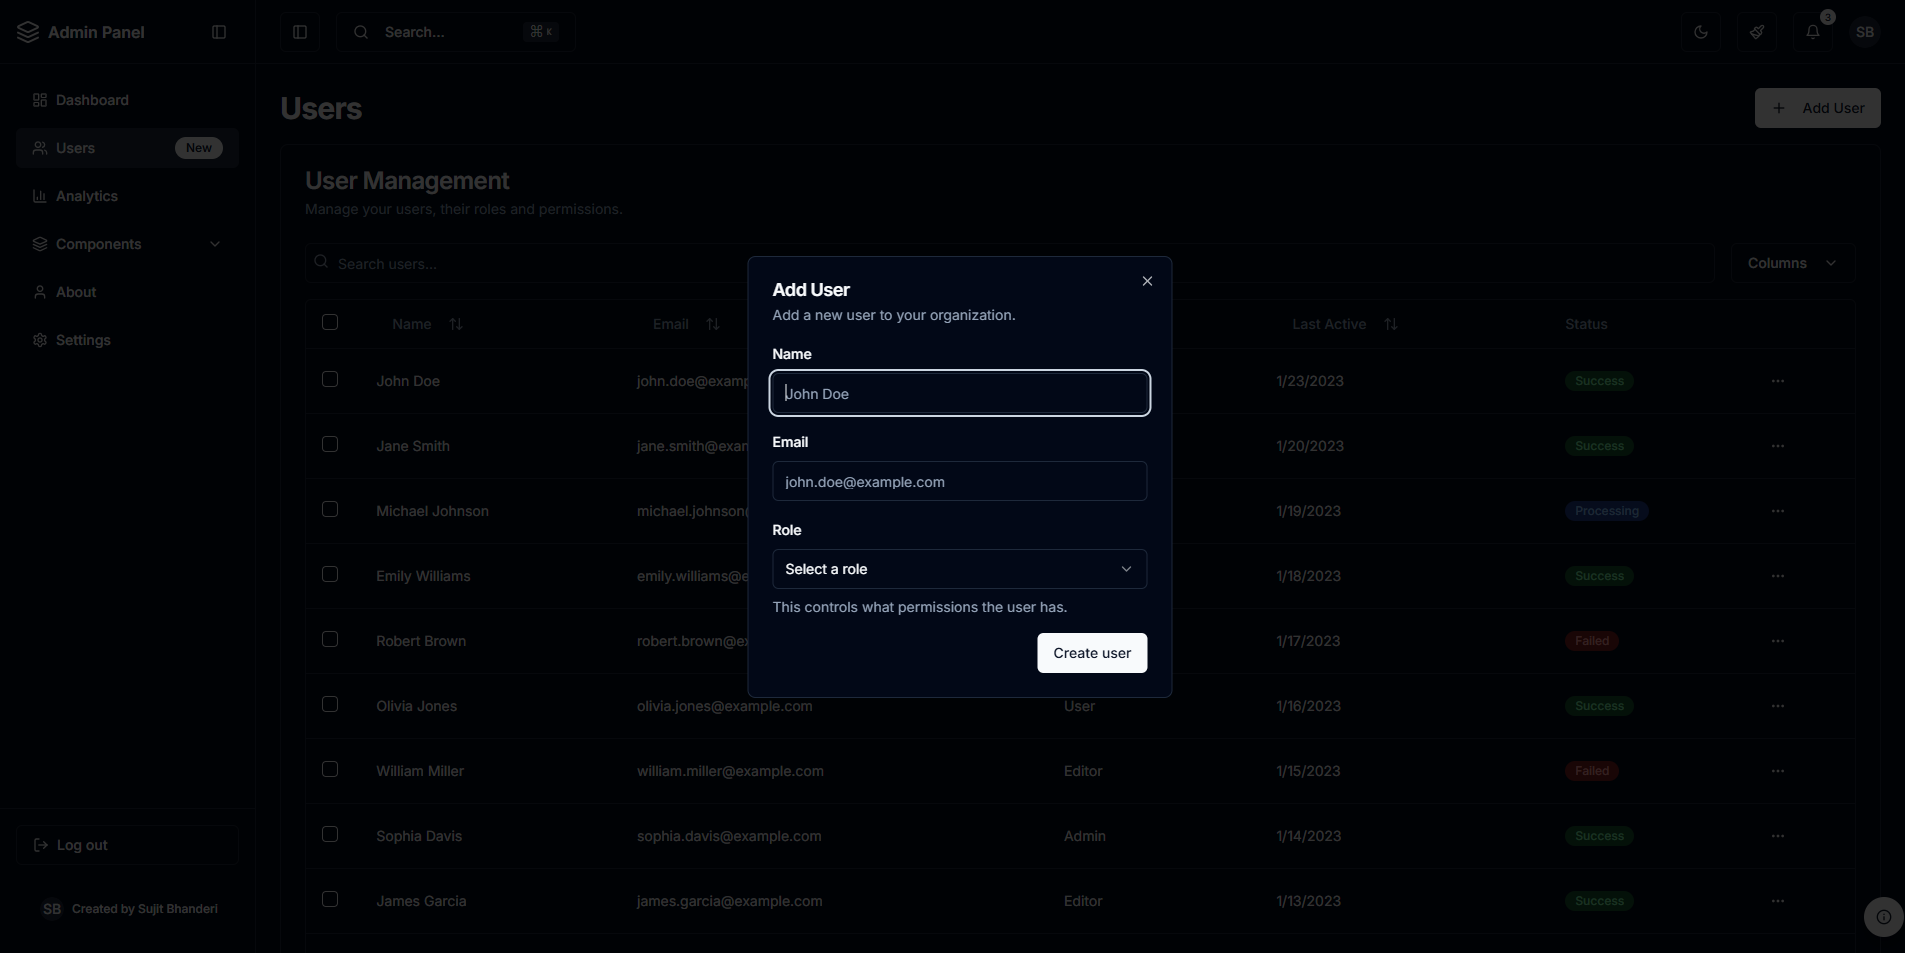 Admin Panel
Search...
⌘ K
3
SB
Dashboard
Users
New
Analytics
Components
About
Settings
Log out
SB
Created by Sujit Bhanderi
Users
Add User
User Management
Manage your users, their roles and permissions.
Search users...
Columns
Name Email Last Active Status
John Doe john.doe@examp 1/23/2023 Success
Jane Smith jane.smith@exam 1/20/2023 Success
Michael Johnson michael.johnson 1/19/2023 Processing
Emily Williams emily.williams@e 1/18/2023 Success
Robert Brown robert.brown@ex 1/17/2023 Failed
Olivia Jones olivia.jones@example.com User 1/16/2023 Success
William Miller william.miller@example.com Editor 1/15/2023 Failed
Sophia Davis sophia.davis@example.com Admin 1/14/2023 Success
James Garcia james.garcia@example.com Editor 1/13/2023 Success
Add User
Add a new user to your organization.
Name
John Doe
Email
john.doe@example.com
Role
Select a role
This controls what permissions the user has.
Create user